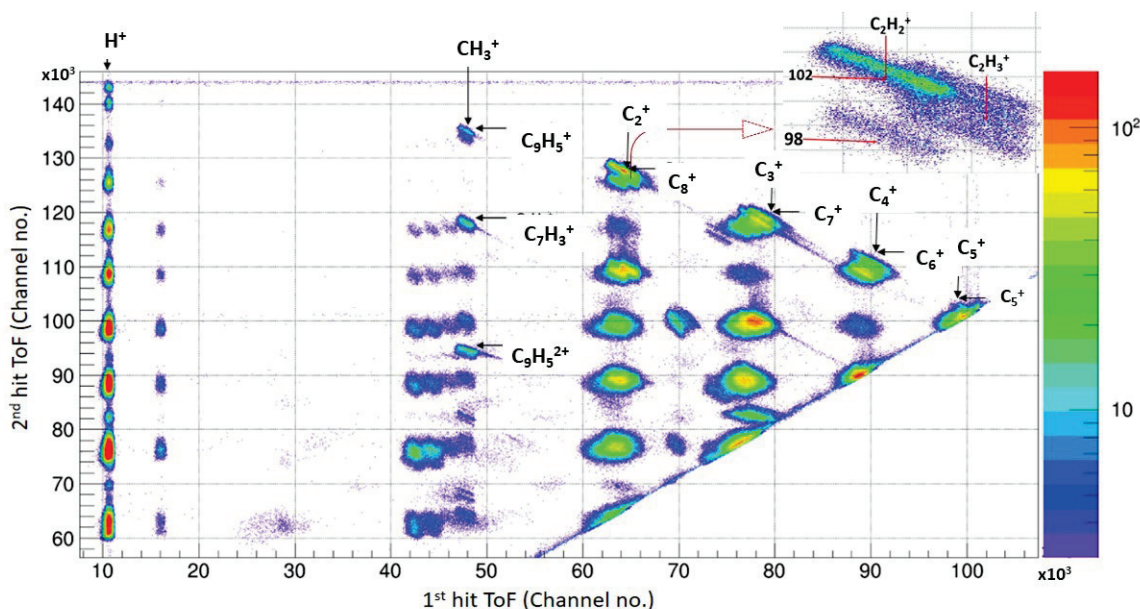 H⁺
CH₃⁺
C₂H₂⁺
C₂H₃⁺
102
98
x10³
140
130
120
110
100
90
80
70
60
C₉H₅⁺
C₂⁺
C₈⁺
C₃⁺
C₇⁺
C₄⁺
C₆⁺
C₅⁺
C₅⁺
C₇H₃⁺
C₉H₅²⁺
10²
10
2ⁿᵈ hit ToF (Channel no.)
10 20 30 40 50 60 70 80 90 100 x10³
1ˢᵗ hit ToF (Channel no.)